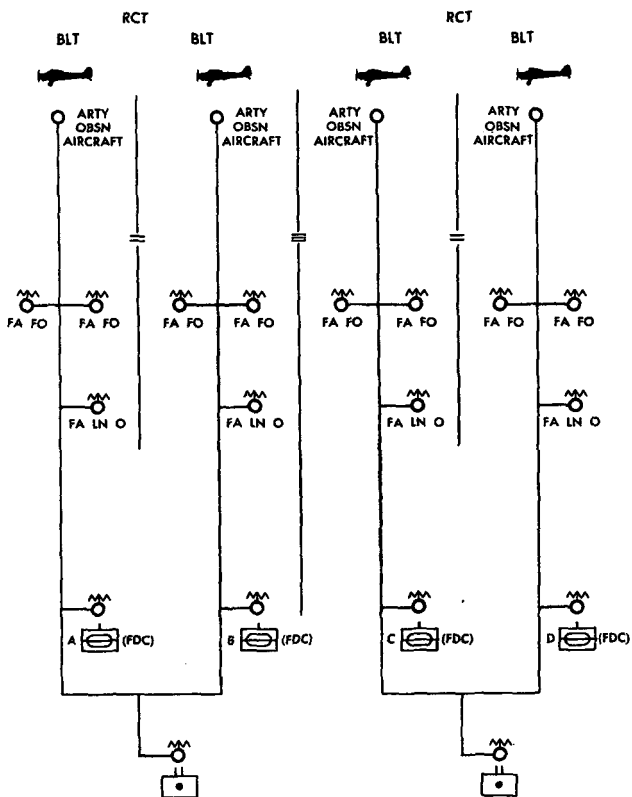 RCT RCT
BLT BLT BLT BLT
ARTY ARTY ARTY ARTY
OBSN OBSN OBSN OBSN
AIRCRAFT AIRCRAFT AIRCRAFT AIRCRAFT
FA FO FA FO FA FO FA FO FA FO FA FO FA FO FA FO
FA LN O FA LN O FA LN O FA LN O
A (FDC) B (FDC) C (FDC) D (FDC)